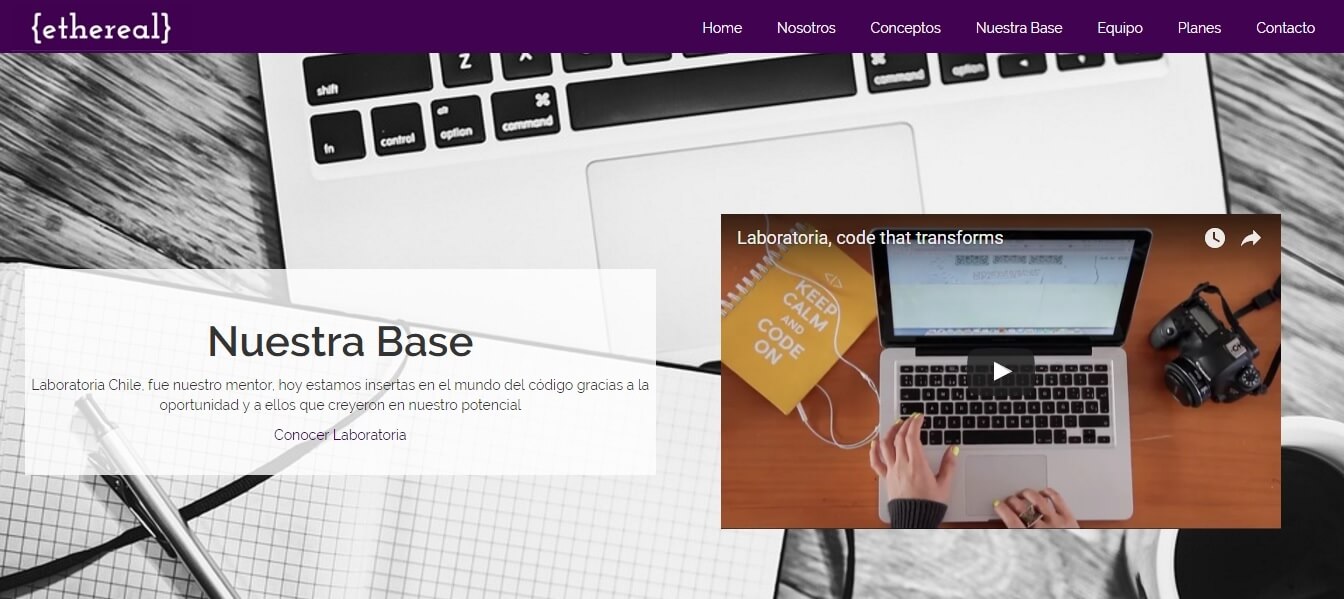 {ethereal}
Home Nosotros Conceptos Nuestra Base Equipo Planes Contacto
shift Z X ⌘ command option
fn control alt option ⌘ command
Laboratoria, code that transforms
KEEP
CALM
AND
CODE
ON
Nuestra Base
Laboratoria Chile, fue nuestro mentor, hoy estamos insertas en el mundo del código gracias a la
oportunidad y a ellos que creyeron en nuestro potencial
Conocer Laboratoria